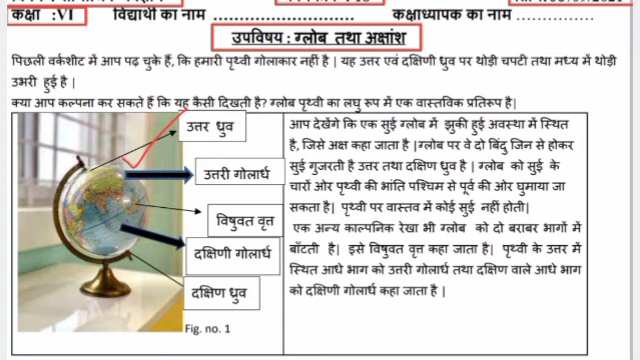 कक्षा :VI विद्यार्थी का नाम ............................ कक्षाध्यापक का नाम ...............
उपविषय : ग्लोब तथा अक्षांश
पिछली वर्कशीट में आप पढ़ चुके हैं, कि हमारी पृथ्वी गोलाकार नहीं है | यह उत्तर एवं दक्षिणी ध्रुव पर थोड़ी चपटी तथा मध्य में थोड़ी
उभरी हुई है |
क्या आप कल्पना कर सकते हैं कि यह कैसी दिखती है? ग्लोब पृथ्वी का लघु रूप में एक वास्तविक प्रतिरूप है|
उत्तर ध्रुव
उत्तरी गोलार्ध
विषुवत वृत्त
दक्षिणी गोलार्ध
दक्षिण ध्रुव
Fig. no. 1
आप देखेंगे कि एक सुई ग्लोब में झुकी हुई अवस्था में स्थित
है, जिसे अक्ष कहा जाता है |ग्लोब पर वे दो बिंदु जिन से होकर
सुई गुजरती है उत्तर तथा दक्षिण ध्रुव है | ग्लोब को सुई के
चारों ओर पृथ्वी की भांति पश्चिम से पूर्व की ओर घुमाया जा
सकता है| पृथ्वी पर वास्तव में कोई सुई नहीं होती|
एक अन्य काल्पनिक रेखा भी ग्लोब को दो बराबर भागों में
बाँटती है| इसे विषुवत वृत्त कहा जाता है| पृथ्वी के उत्तर में
स्थित आधे भाग को उत्तरी गोलार्ध तथा दक्षिण वाले आधे भाग
को दक्षिणी गोलार्ध कहा जाता है |